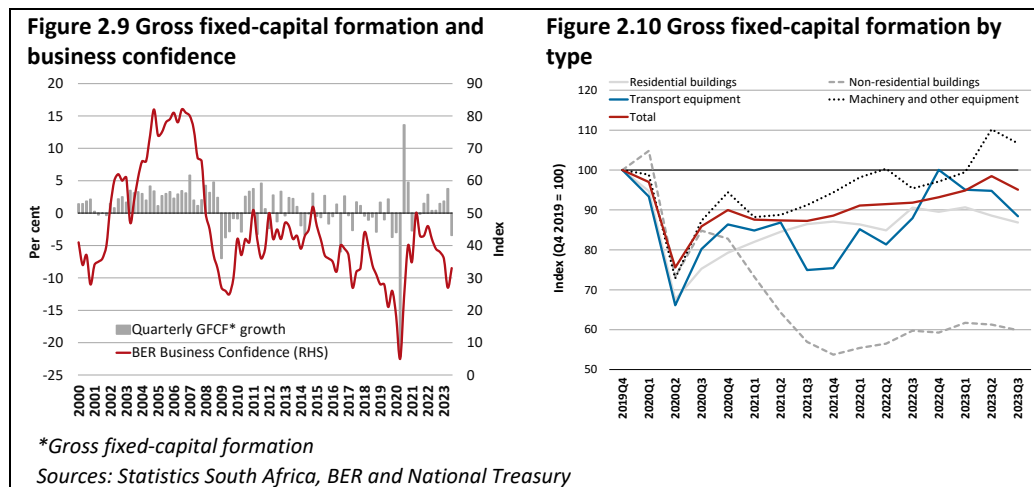 Figure 2.9 Gross fixed-capital formation and
business confidence
Per cent
20
15
10
5
0
-5
-10
-15
-20
-25
90
80
70
60
50
40
30
20
10
0
Index
Quarterly GFCF* growth
BER Business Confidence (RHS)
2000
2001
2002
2003
2004
2005
2006
2007
2008
2009
2010
2011
2012
2013
2014
2015
2016
2017
2018
2019
2020
2021
2022
2023
Figure 2.10 Gross fixed-capital formation by
type
Residential buildings
Non-residential buildings
Transport equipment
Machinery and other equipment
Total
Index (Q4 2019 = 100)
120
110
100
90
80
70
60
50
2019Q4
2020Q1
2020Q2
2020Q3
2020Q4
2021Q1
2021Q2
2021Q3
2021Q4
2022Q1
2022Q2
2022Q3
2022Q4
2023Q1
2023Q2
2023Q3
*Gross fixed-capital formation
Sources: Statistics South Africa, BER and National Treasury